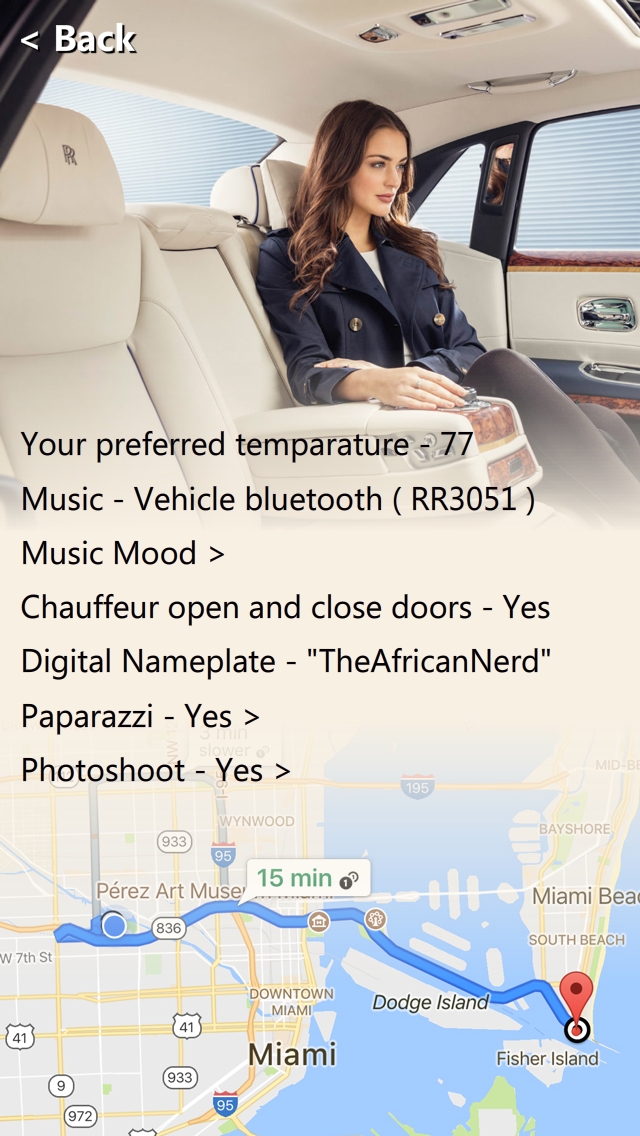 < Back
RR
Your preferred temparature - 77
Music - Vehicle bluetooth ( RR3051 )
Music Mood >
Chauffeur open and close doors - Yes
Digital Nameplate - "TheAfricanNerd"
Paparazzi - Yes >
3 min
slower
Photoshoot - Yes >
195
WYNWOOD
933
BAYSHORE
95
15 min
Pérez Art Museum Miami
Miami Beac
836
SOUTH BEACH
W 7th St
DOWNTOWN
MIAMI
Dodge Island
41
41
Miami
Fisher Island
9
933
95
972